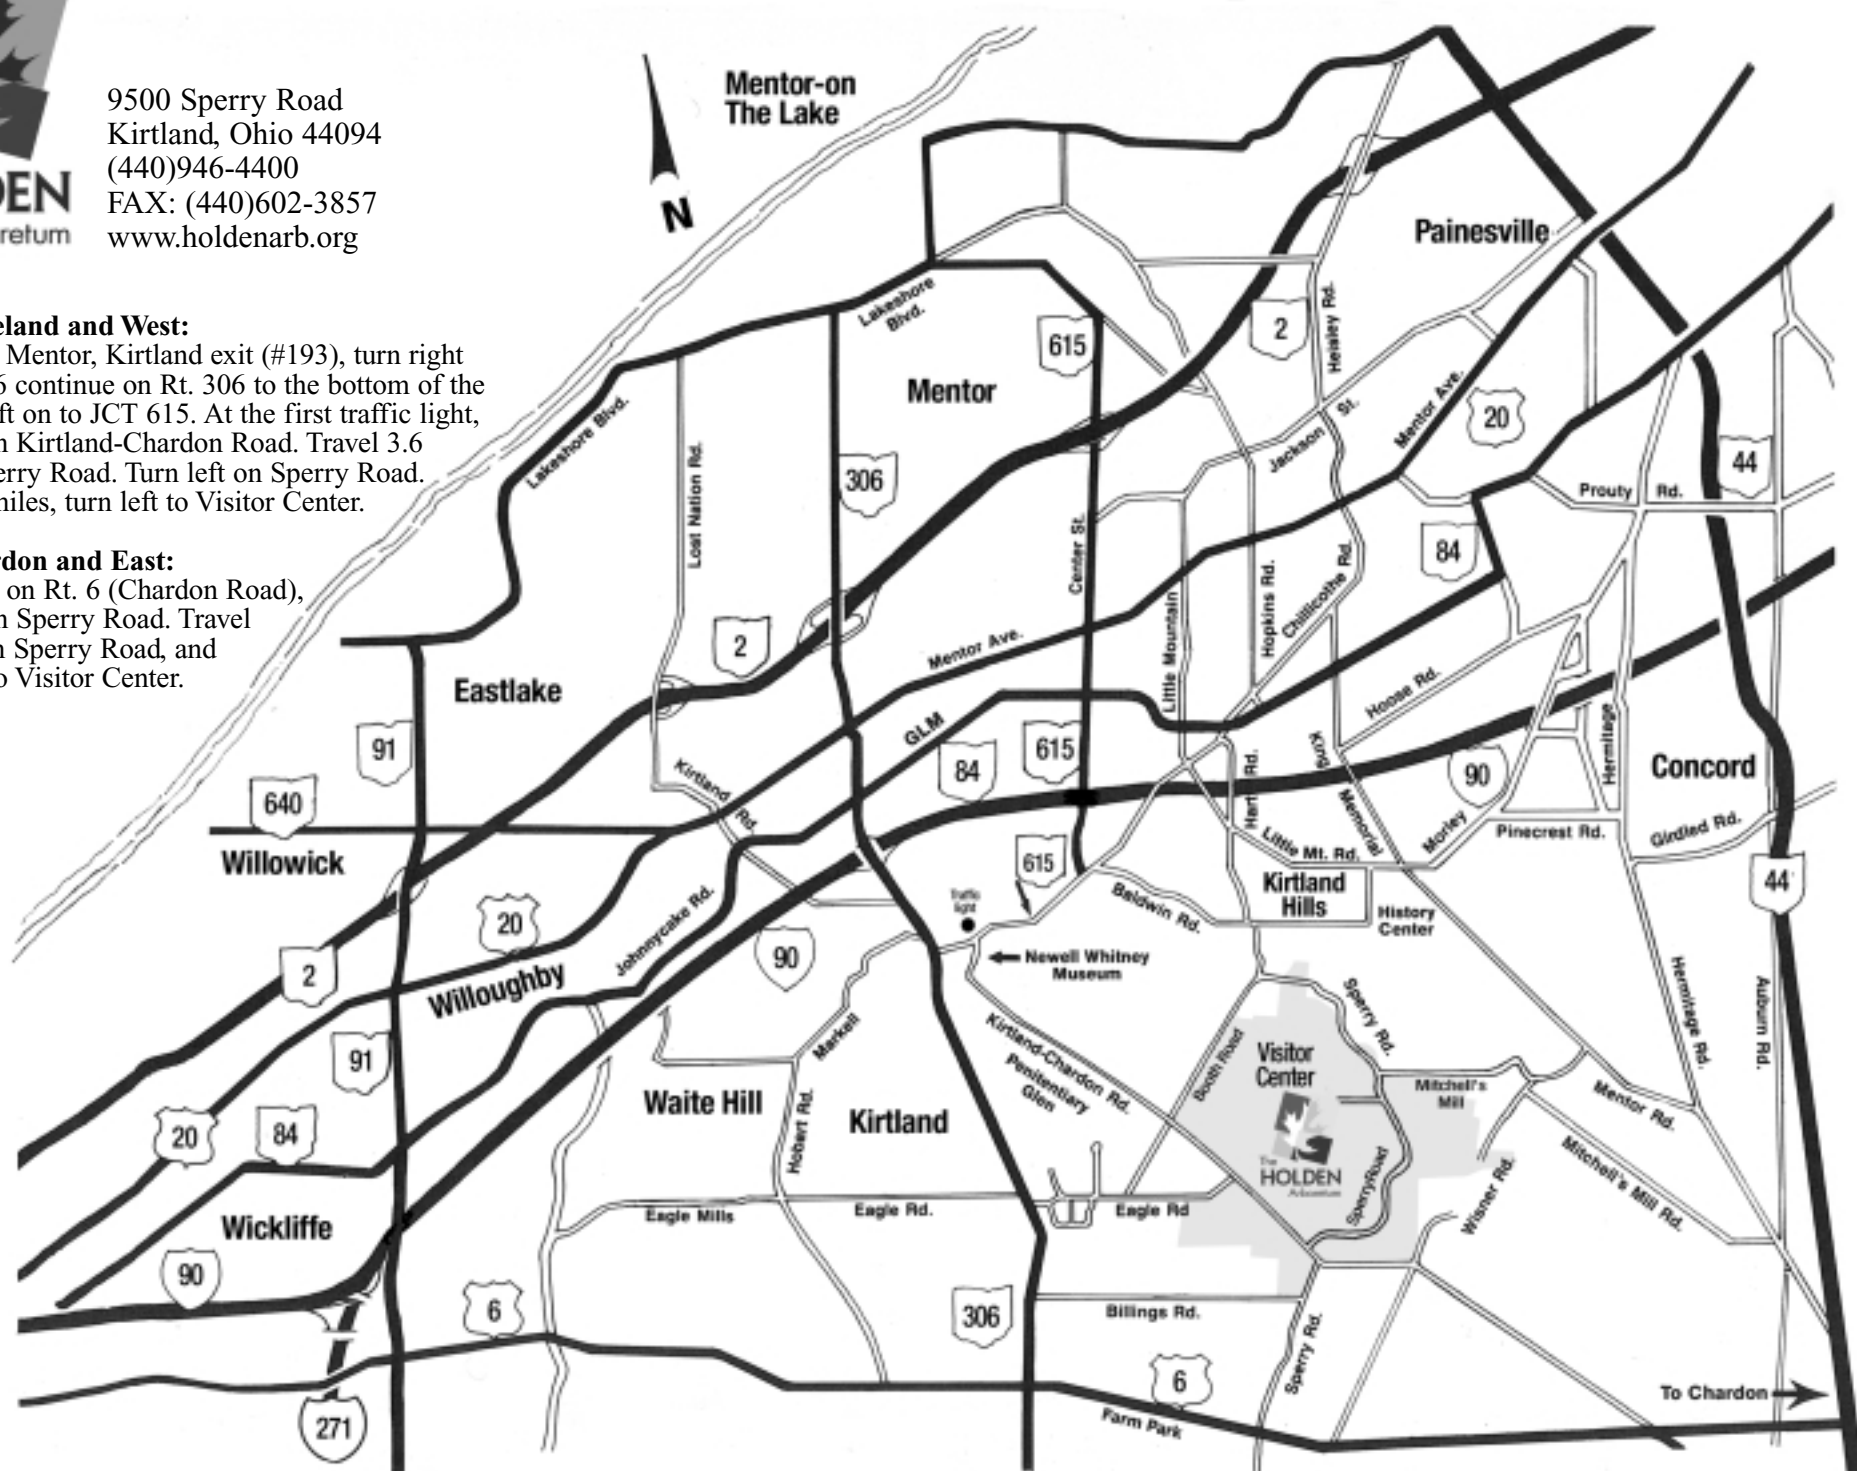 DEN
retum
9500 Sperry Road
Kirtland, Ohio 44094
(440)946-4400
FAX: (440)602-3857
www.holdenarb.org
eland and West:
Mentor, Kirtland exit (#193), turn right
6 continue on Rt. 306 to the bottom of the
ft on to JCT 615. At the first traffic light,
n Kirtland-Chardon Road. Travel 3.6
erry Road. Turn left on Sperry Road.
niles, turn left to Visitor Center.
rdon and East:
on Rt. 6 (Chardon Road),
n Sperry Road. Travel
n Sperry Road, and
o Visitor Center.
N
Mentor-on
The Lake
Painesville
Lakeshore
Blvd.
615
2
Heisley Rd.
Mentor
Lakeshore Blvd.
Lost Nation Rd.
306
Jackson St.
Mentor Ave.
20
44
Prouty Rd.
84
Center St.
Little Mountain
Hopkins Rd.
Chillicothe Rd.
2
Mentor Ave.
Eastlake
Hoose Rd.
91
GLM
84
615
Hart Rd.
King Memorial
90
Hermitage
Concord
640
Kirtland Rd.
Willowick
Little Mt. Rd.
Morley
Pinecrest Rd.
Girdled Rd.
615
Kirtland
Hills
44
20
Johnnycake Rd.
Traffic
light
Baldwin Rd.
History
Center
2
90
Newell Whitney
Museum
Willoughby
Hermitage Rd.
Auburn Rd.
Markell
Kirtland-Chardon Rd.
Penitentiary
Glen
Booth Road
Sperry Rd.
Visitor
Center
91
Mitchell's
Mill
Mentor Rd.
Waite Hill
Hobart Rd.
Kirtland
20
84
The
HOLDEN
Arboretum
Sperry Road
Wisner Rd.
Mitchell's Mill Rd.
Wickliffe
Eagle Mills
Eagle Rd.
Eagle Rd
90
6
306
Billings Rd.
Sperry Rd.
6
To Chardon
271
Farm Park